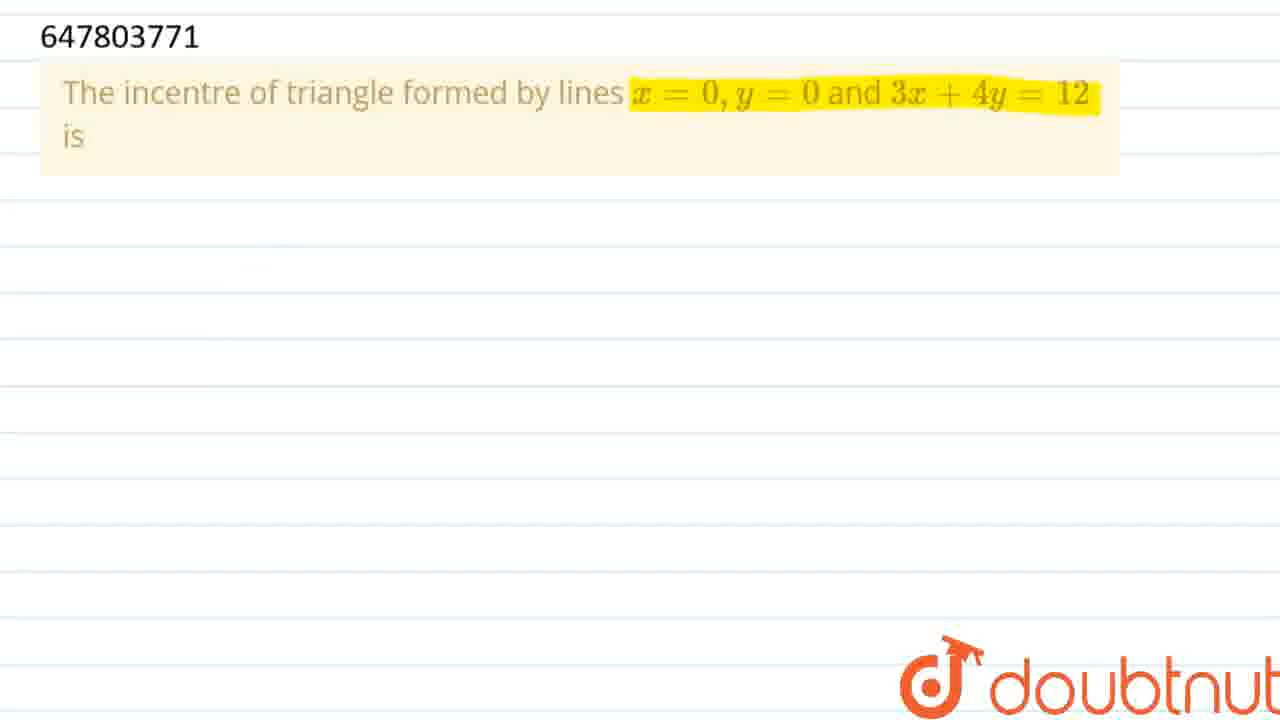 647803771
The incentre of triangle formed by lines x = 0, y = 0 and 3x + 4y = 12
is
doubtnut